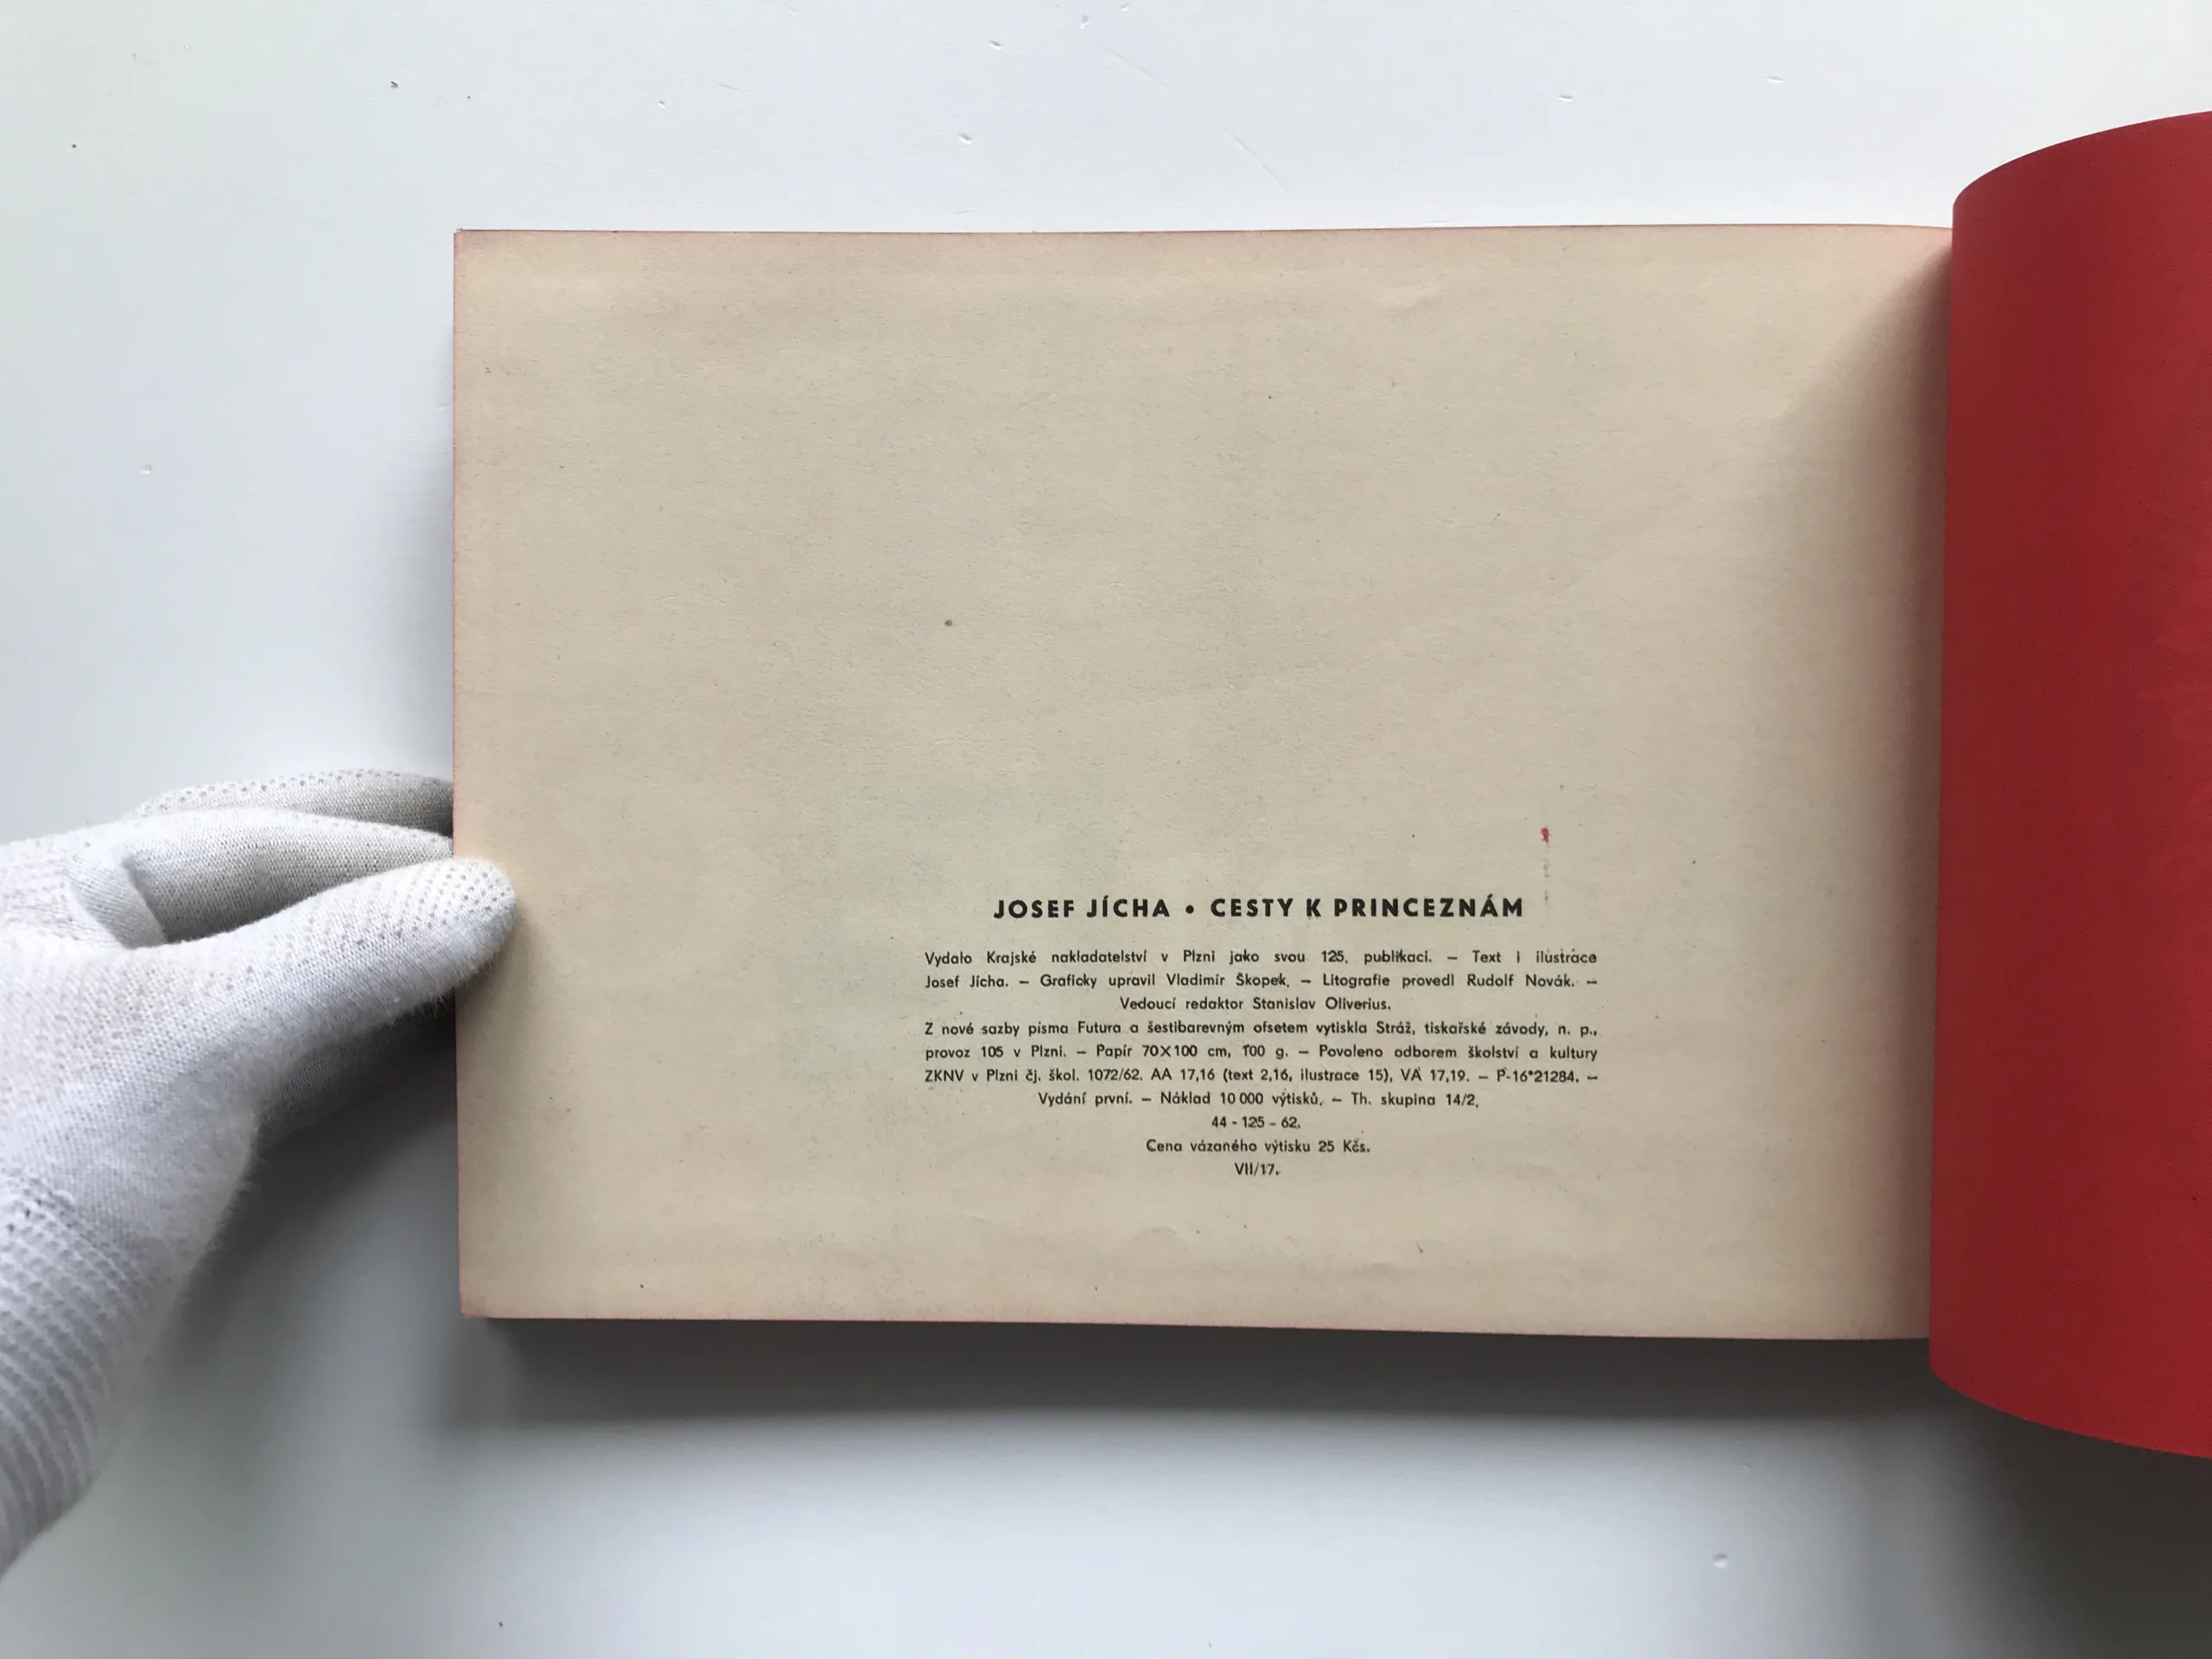 JOSEF JÍCHA • CESTY K PRINCEZNÁM
Vydalo Krajské nakladatelství v Plzni jako svou 125. publikaci. – Text i ilustrace
Josef Jícha. – Graficky upravil Vladimír Škopek. – Litografie provedl Rudolf Novák. –
Vedoucí redaktor Stanislav Oliverius.
Z nové sazby písma Futura a šestibarevným ofsetem vytiskla Stráž, tiskařské závody, n. p.,
provoz 105 v Plzni. – Papír 70X100 cm, 100 g. – Povoleno odborem školství a kultury
ZKNV v Plzni čj. škol. 1072/62. AA 17,16 (text 2,16, ilustrace 15), VA 17,19. – P-16*21284. –
Vydání první. – Náklad 10 000 výtisků. – Th. skupina 14/2.
44 - 125 - 62.
Cena vázaného výtisku 25 Kčs.
VII/17.